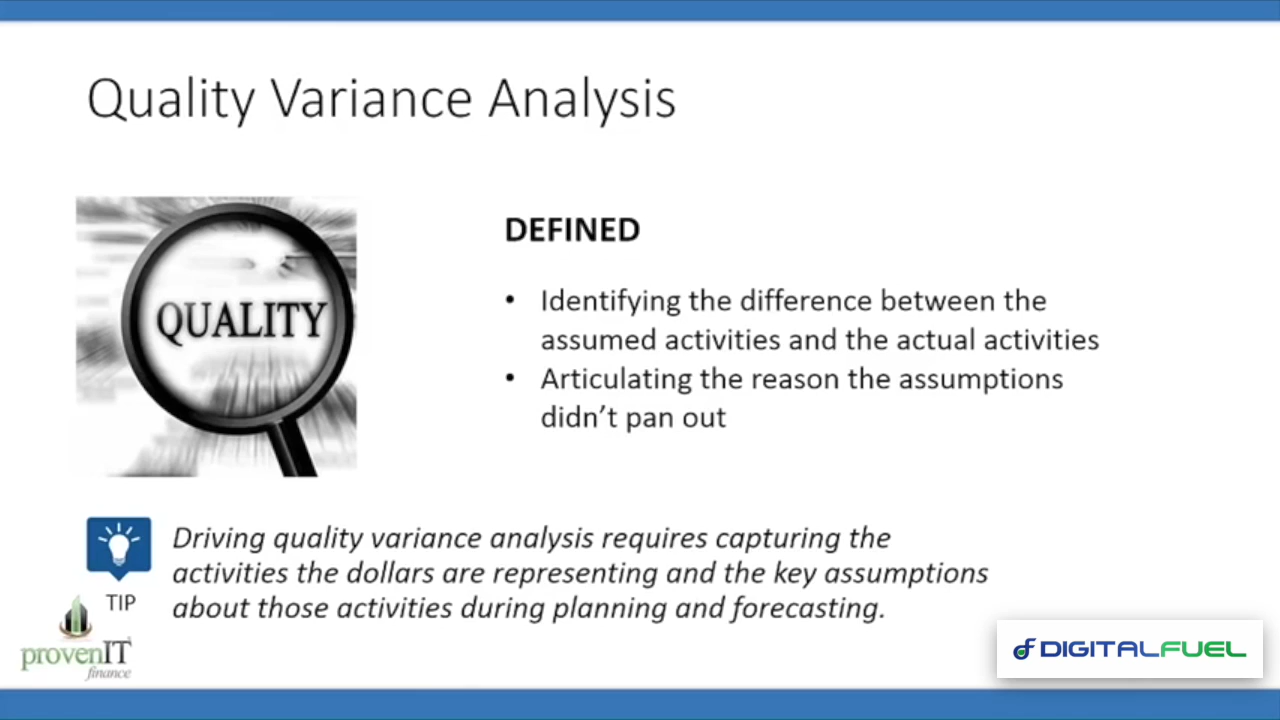 Quality Variance Analysis
QUALITY
DEFINED
• Identifying the difference between the
assumed activities and the actual activities
• Articulating the reason the assumptions
didn’t pan out
Driving quality variance analysis requires capturing the
activities the dollars are representing and the key assumptions
about those activities during planning and forecasting.
TIP
provenIT
finance
DIGITALFUEL